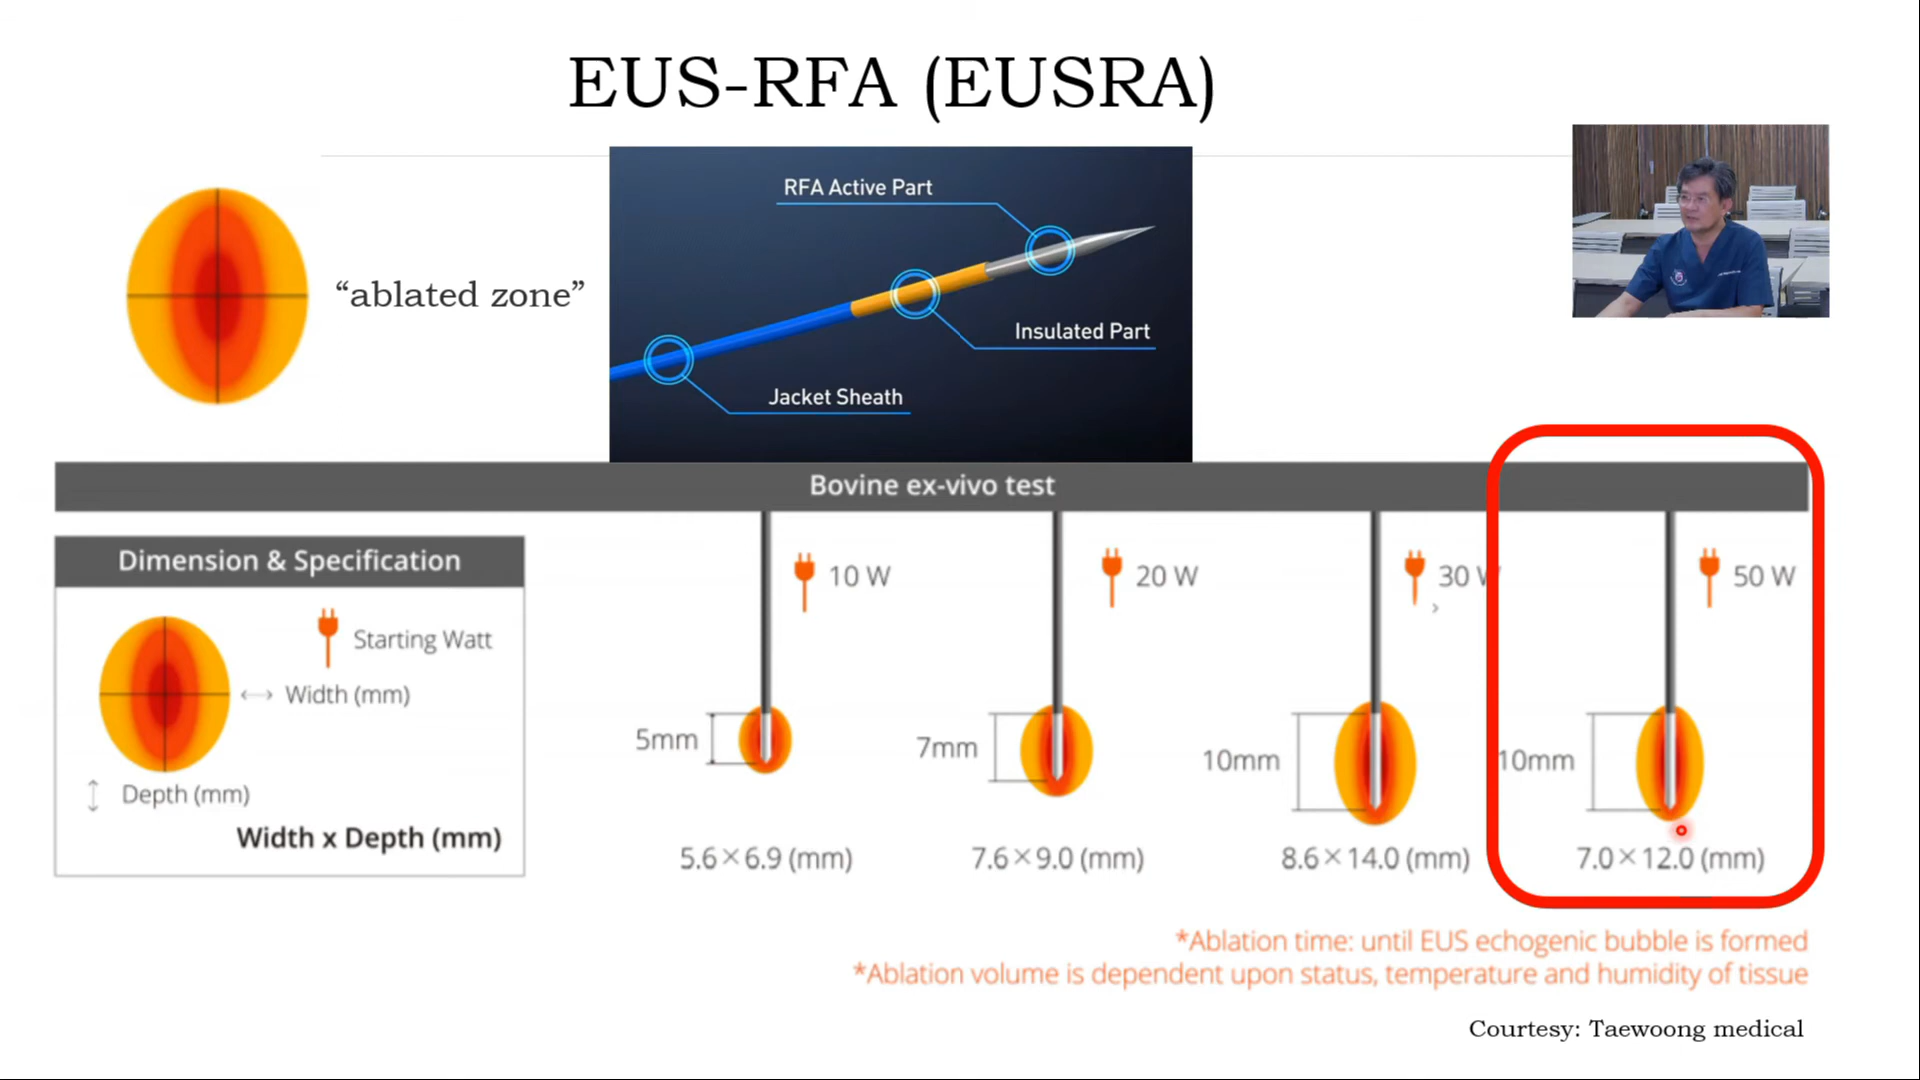 EUS-RFA (EUSRA)
RFA Active Part
“ablated zone”
Insulated Part
Jacket Sheath
Bovine ex-vivo test
Dimension & Specification
Starting Watt
Width (mm)
Depth (mm)
Width x Depth (mm)
10 W
20 W
30 W
50 W
5mm
7mm
10mm
10mm
5.6×6.9 (mm)
7.6×9.0 (mm)
8.6×14.0 (mm)
7.0×12.0 (mm)
*Ablation time: until EUS echogenic bubble is formed
*Ablation volume is dependent upon status, temperature and humidity of tissue
Courtesy: Taewoong medical